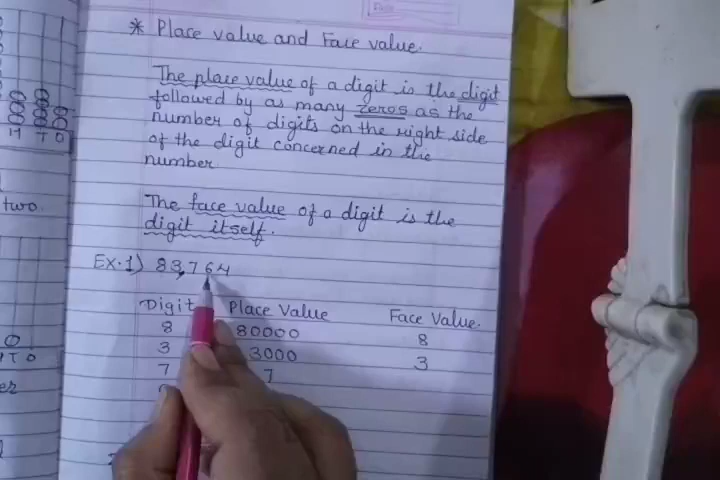 * Place value and Face value.
The place value of a digit is the digit
followed by as many zeros as the
number of digits on the right side
of the digit concerned in the
number
The face value of a digit is the
digit itself.
Ex.1) 83,764
Digit Place Value Face Value.
8 80000 8
3 3000 3
7 7
H T O
two.
0
T O
er